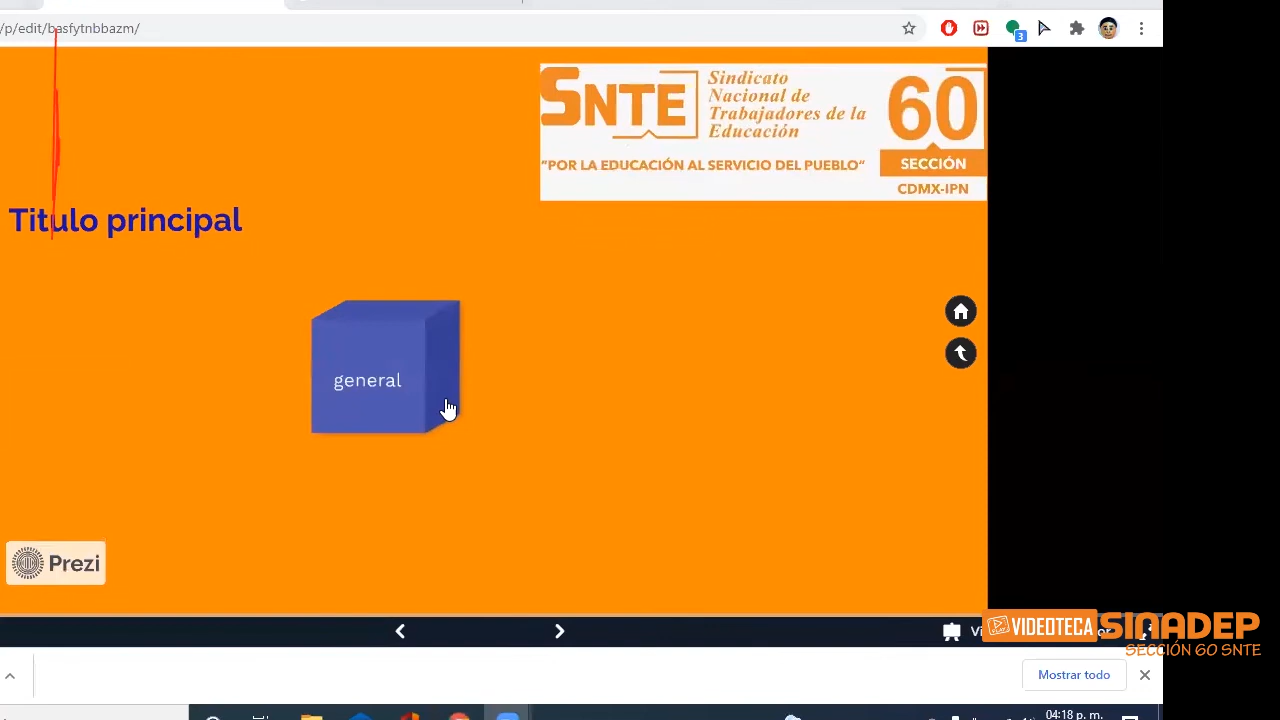 /p/edit/basfytnbbazm/
3
SNTE
Sindicato
Nacional de
Trabajadores de la
Educación
"POR LA EDUCACIÓN AL SERVICIO DEL PUEBLO"
60
SECCIÓN
CDMX-IPN
Titulo principal
general
Prezi
VIDEOTECA
SINADEP
SECCIÓN 60 SNTE
Mostrar todo
04:18 p. m.